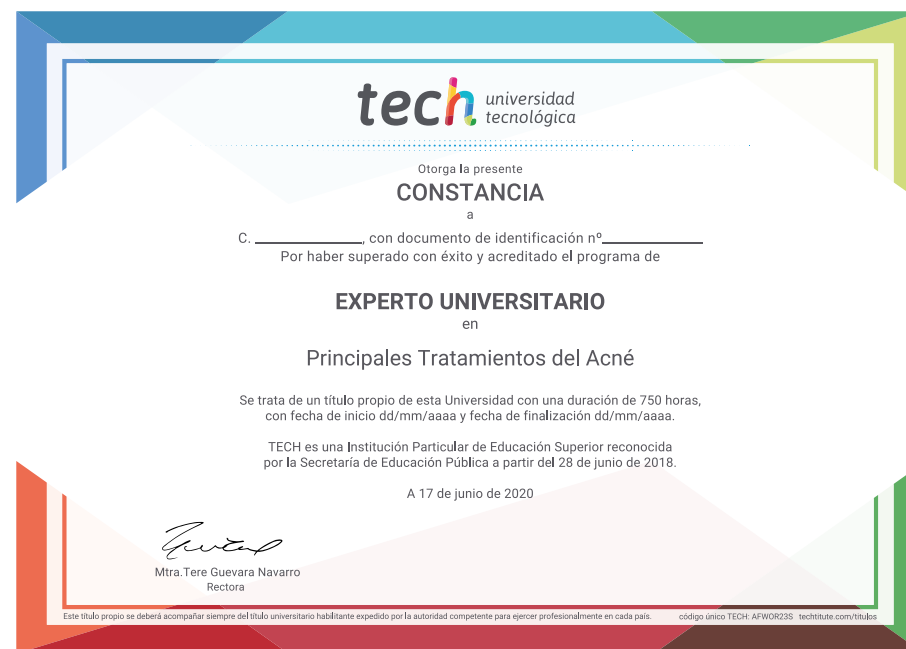 tech universidad
tecnológica
Otorga la presente
CONSTANCIA
a
C. ____________, con documento de identificación nº____________
Por haber superado con éxito y acreditado el programa de
EXPERTO UNIVERSITARIO
en
Principales Tratamientos del Acné
Se trata de un título propio de esta Universidad con una duración de 750 horas,
con fecha de inicio dd/mm/aaaa y fecha de finalización dd/mm/aaaa.
TECH es una Institución Particular de Educación Superior reconocida
por la Secretaría de Educación Pública a partir del 28 de junio de 2018.
A 17 de junio de 2020
Mtra.Tere Guevara Navarro
Rectora
Este título propio se deberá acompañar siempre del título universitario habilitante expedido por la autoridad competente para ejercer profesionalmente en cada país. código único TECH: AFWOR23S techtitute.com/titulos